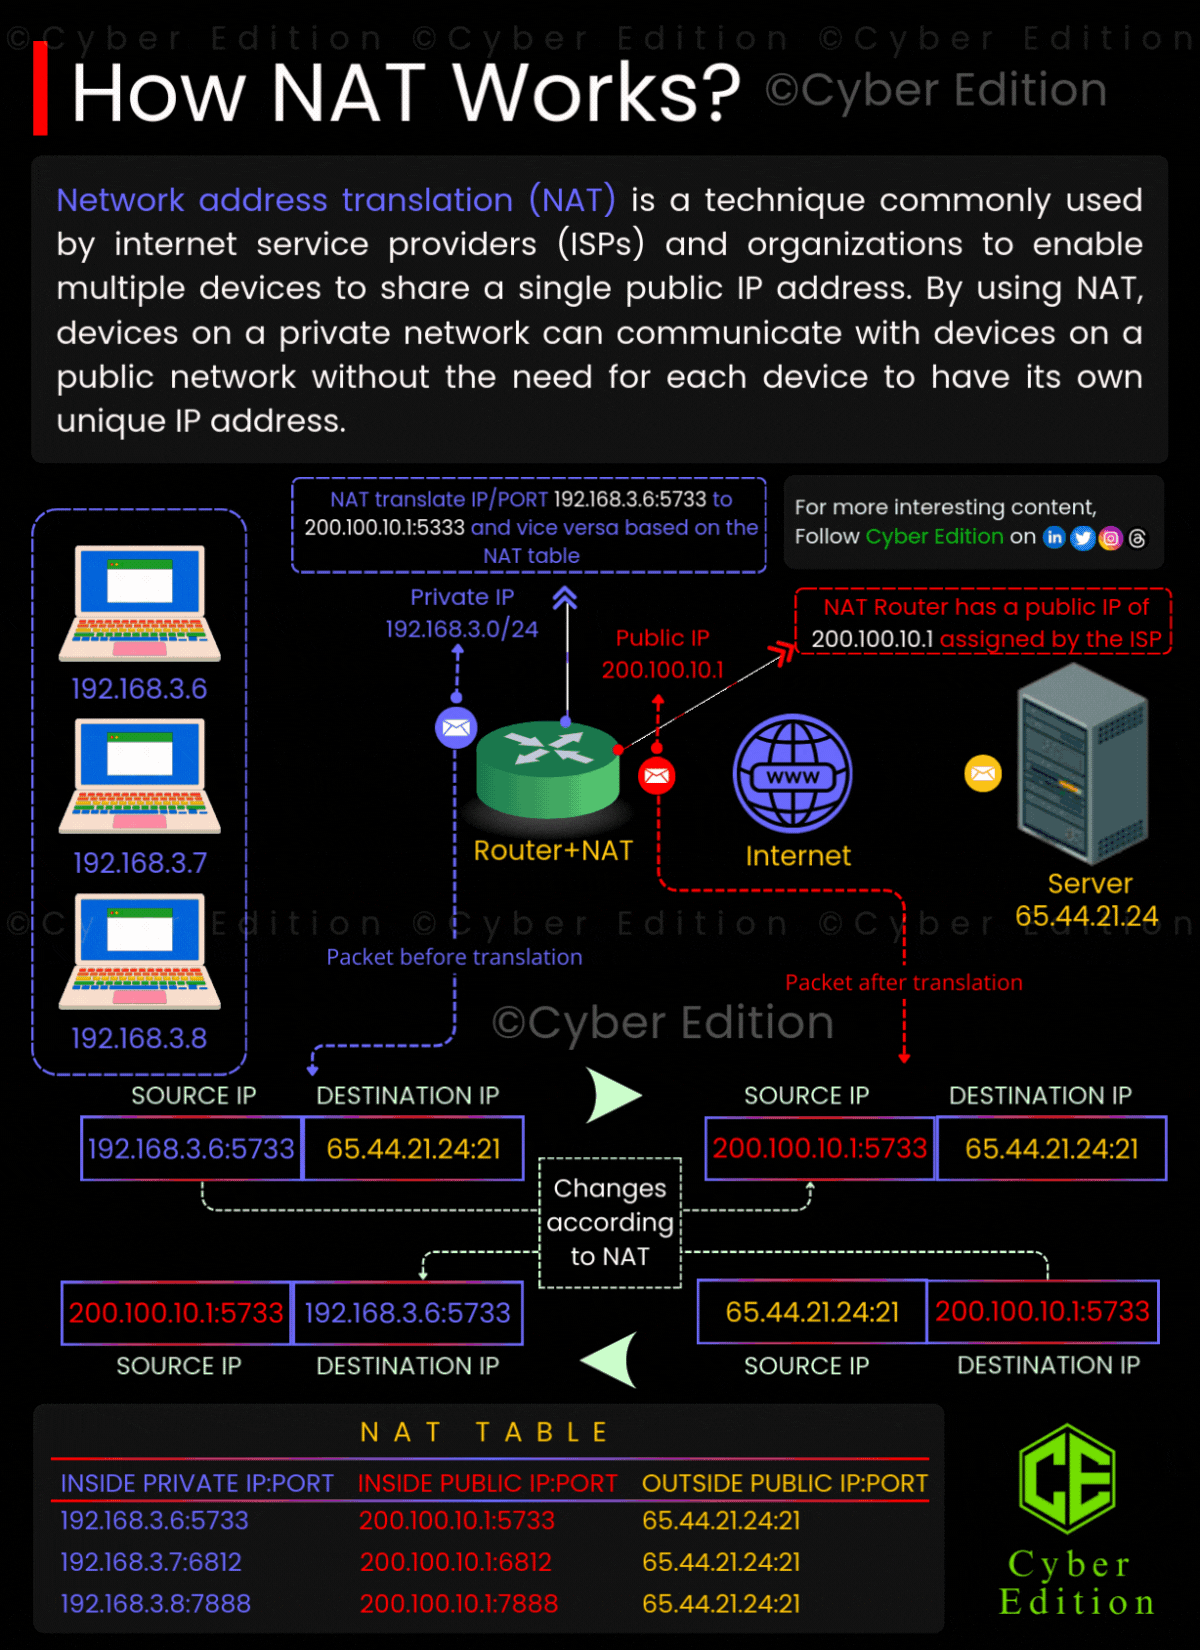 ©Cyber Edition ©Cyber Edition ©Cyber Edition
How NAT Works? ©Cyber Edition
Network address translation (NAT) is a technique commonly used
by internet service providers (ISPs) and organizations to enable
multiple devices to share a single public IP address. By using NAT,
devices on a private network can communicate with devices on a
public network without the need for each device to have its own
unique IP address.
NAT translate IP/PORT 192.168.3.6:5733 to
200.100.10.1:5333 and vice versa based on the
NAT table
For more interesting content,
Follow Cyber Edition on in
Private IP
192.168.3.0/24
Public IP
200.100.10.1
NAT Router has a public IP of
200.100.10.1 assigned by the ISP
192.168.3.6
192.168.3.7
192.168.3.8
Router+NAT
www
Internet
Server
65.44.21.24
©Cyber Edition ©Cyber Edition ©Cyber Edition
Packet before translation
Packet after translation
©Cyber Edition
SOURCE IP DESTINATION IP
192.168.3.6:5733 65.44.21.24:21
SOURCE IP DESTINATION IP
200.100.10.1:5733 65.44.21.24:21
Changes
according
to NAT
200.100.10.1:5733 192.168.3.6:5733
SOURCE IP DESTINATION IP
65.44.21.24:21 200.100.10.1:5733
SOURCE IP DESTINATION IP
NAT TABLE
INSIDE PRIVATE IP:PORT INSIDE PUBLIC IP:PORT OUTSIDE PUBLIC IP:PORT
192.168.3.6:5733 200.100.10.1:5733 65.44.21.24:21
192.168.3.7:6812 200.100.10.1:6812 65.44.21.24:21
192.168.3.8:7888 200.100.10.1:7888 65.44.21.24:21
CE
Cyber
Edition